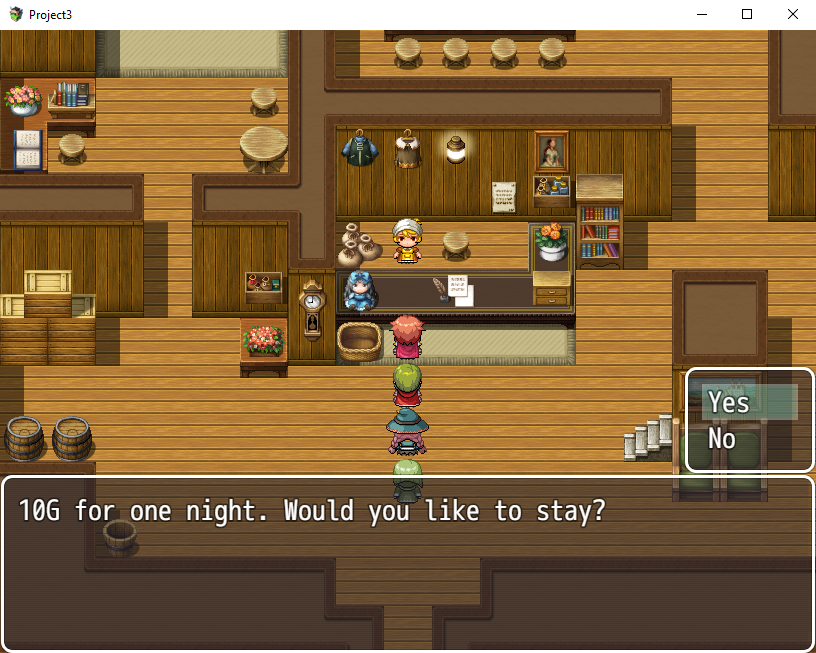 Project3
Yes
No
10G for one night. Would you like to stay?